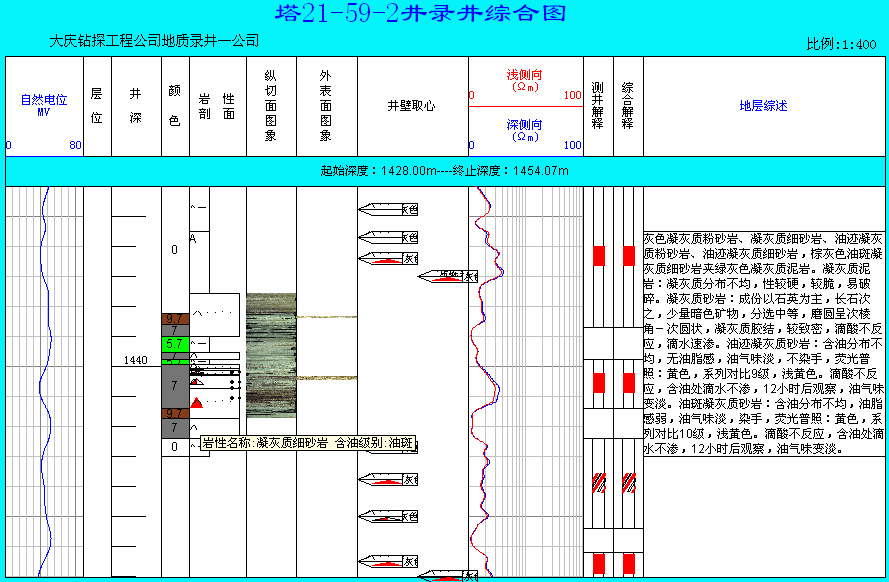 塔21-59-2井录井综合图
大庆钻探工程公司地质录井一公司
比例:1:400
自然电位
MV
0 80
层位
井深
颜色
岩性剖面
纵切面图象
外表面图象
井壁取心
浅侧向
(Ωm)
0 100
深侧向
(Ωm)
0 100
测井解释
综合解释
地层综述
起始深度：1428.00m----终止深度：1454.07m
灰色
灰色
0
A
9.7
7
5.7
7
1440
7
9.7
7
0
岩性名称:凝灰质细砂岩 含油级别:油斑
灰色
灰色凝灰质粉砂岩、凝灰质细砂岩、油迹凝灰
质粉砂岩、油迹凝灰质细砂岩，棕灰色油斑凝
灰质细砂岩夹绿灰色凝灰质泥岩。凝灰质泥
岩：凝灰质分布不均，性较硬，较脆，易破
碎。凝灰质砂岩：成份以石英为主，长石次
之，少量暗色矿物，分选中等，磨圆呈次棱
角－次圆状，凝灰质胶结，较致密，滴酸不反
应，滴水速渗。油迹凝灰质砂岩：含油分布不
均，无油脂感，油气味淡，不染手，荧光普
照：黄色，系列对比9级，浅黄色。滴酸不反
应，含油处滴水不渗，12小时后观察，油气味
变淡。油斑凝灰质砂岩：含油分布不均，油脂
感弱，油气味淡，染手，荧光普照：黄色，系
列对比10级，浅黄色。滴酸不反应，含油处滴
水不渗，12小时后观察，油气味变淡。